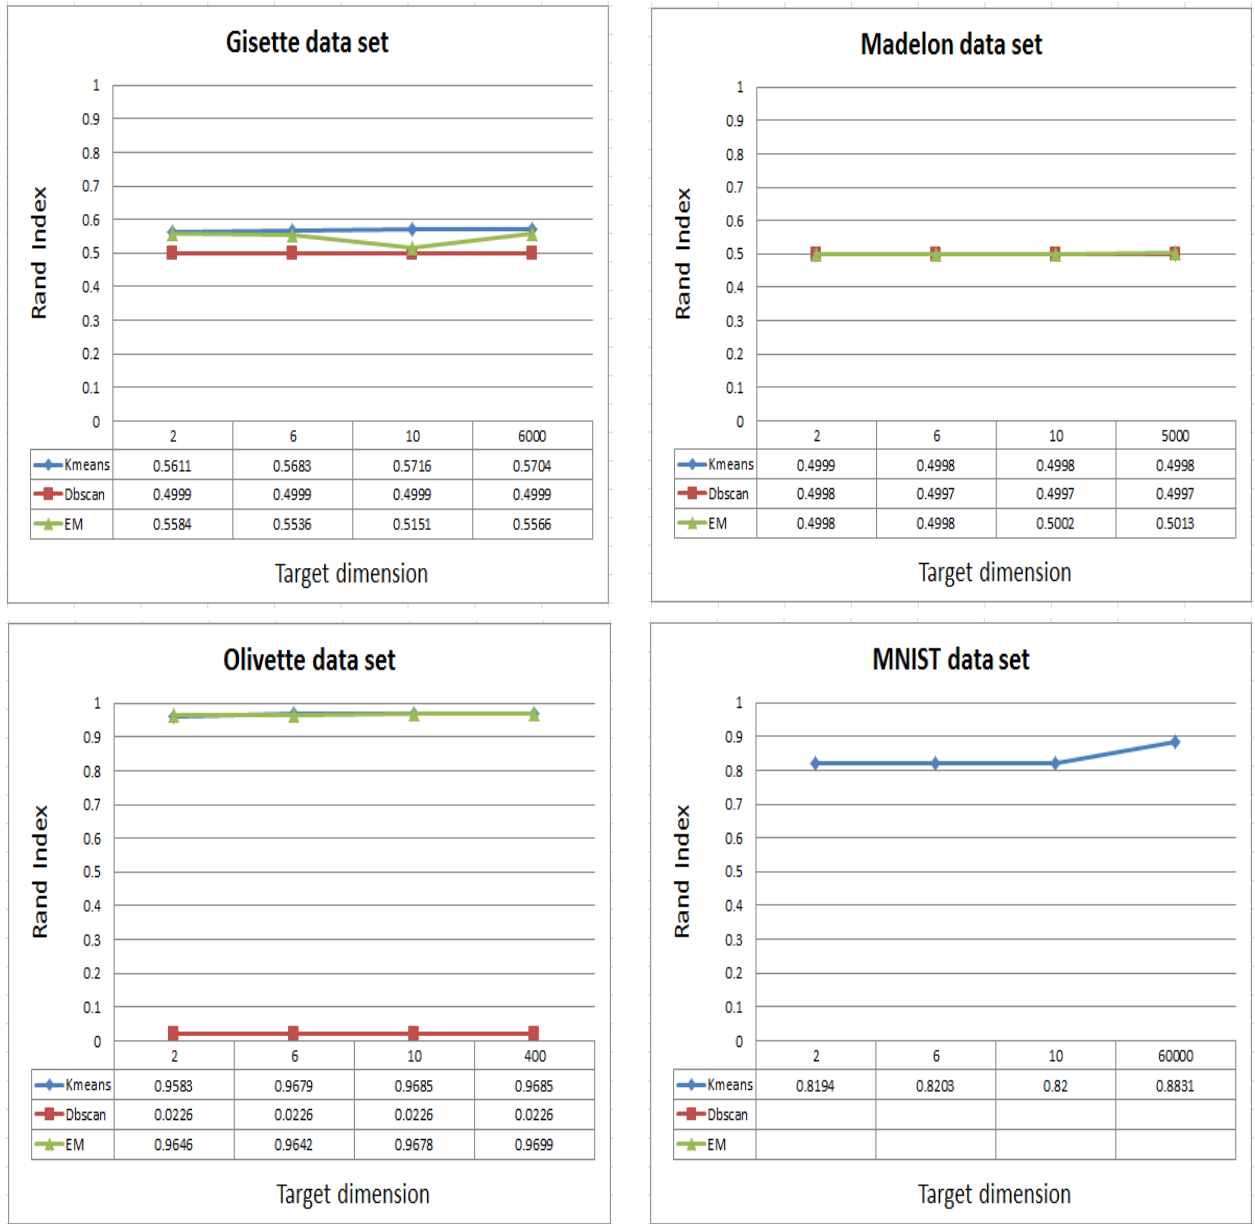 Gisette data set
Rand Index
1
0.9
0.8
0.7
0.6
0.5
0.4
0.3
0.2
0.1
0
2 6 10 6000
Kmeans 0.5611 0.5683 0.5716 0.5704
Dbscan 0.4999 0.4999 0.4999 0.4999
EM 0.5584 0.5536 0.5151 0.5566
Target dimension
Madelon data set
Rand Index
1
0.9
0.8
0.7
0.6
0.5
0.4
0.3
0.2
0.1
0
2 6 10 5000
Kmeans 0.4999 0.4998 0.4998 0.4998
Dbscan 0.4998 0.4997 0.4997 0.4997
EM 0.4998 0.4998 0.5002 0.5013
Target dimension
Olivette data set
Rand Index
1
0.9
0.8
0.7
0.6
0.5
0.4
0.3
0.2
0.1
0
2 6 10 400
Kmeans 0.9583 0.9679 0.9685 0.9685
Dbscan 0.0226 0.0226 0.0226 0.0226
EM 0.9646 0.9642 0.9678 0.9699
Target dimension
MNIST data set
Rand Index
1
0.9
0.8
0.7
0.6
0.5
0.4
0.3
0.2
0.1
0
2 6 10 60000
Kmeans 0.8194 0.8203 0.82 0.8831
Dbscan
EM
Target dimension